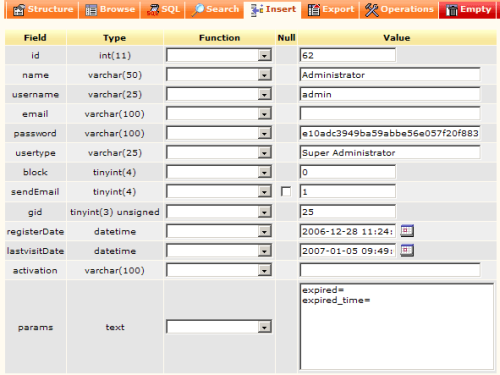 Structure Browse SQL Search Insert Export Operations Empty
Field Type Function Null Value
id int(11) 62
name varchar(50) Administrator
username varchar(25) admin
email varchar(100)
password varchar(100) e10adc3949ba59abbe56e057f20f883
usertype varchar(25) Super Administrator
block tinyint(4) 0
sendEmail tinyint(4) 1
gid tinyint(3) unsigned 25
registerDate datetime 2006-12-28 11:24:
lastvisitDate datetime 2007-01-05 09:49:
activation varchar(100)
expired=
expired_time=
params text